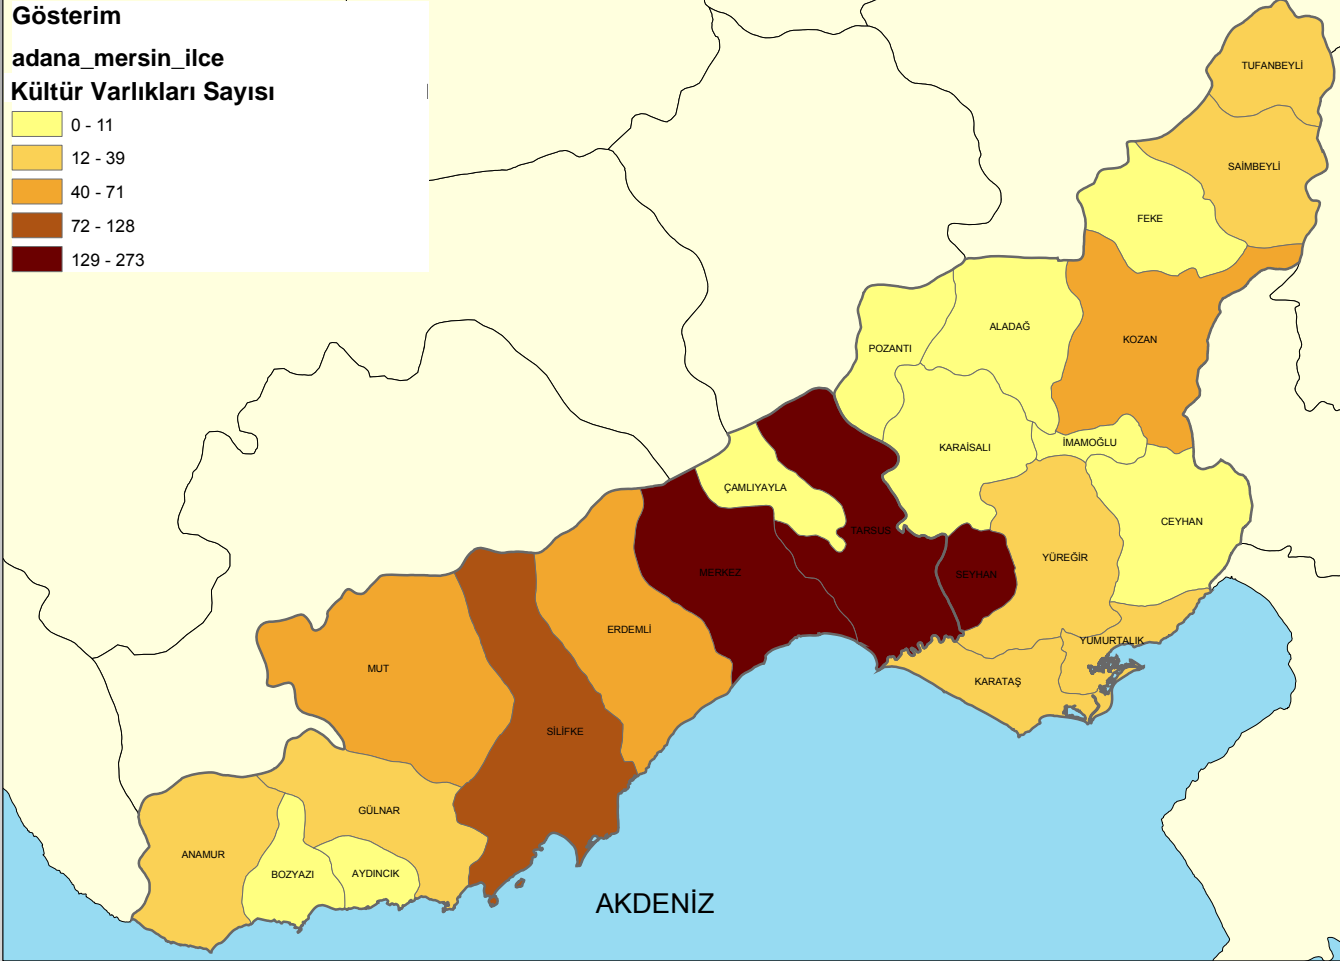 Gösterim
adana_mersin_ilce
Kültür Varlıkları Sayısı
0 - 11
12 - 39
40 - 71
72 - 128
129 - 273
TUFANBEYLİ
SAİMBEYLİ
FEKE
KOZAN
ALADAĞ
POZANTI
KARAİSALI
İMAMOĞLU
CEYHAN
ÇAMLIYAYLA
TARSUS
MERKEZ
SEYHAN
YÜREĞİR
YUMURTALIK
KARATAŞ
ERDEMLİ
MUT
SİLİFKE
GÜLNAR
ANAMUR
BOZYAZI
AYDINCIK
AKDENİZ